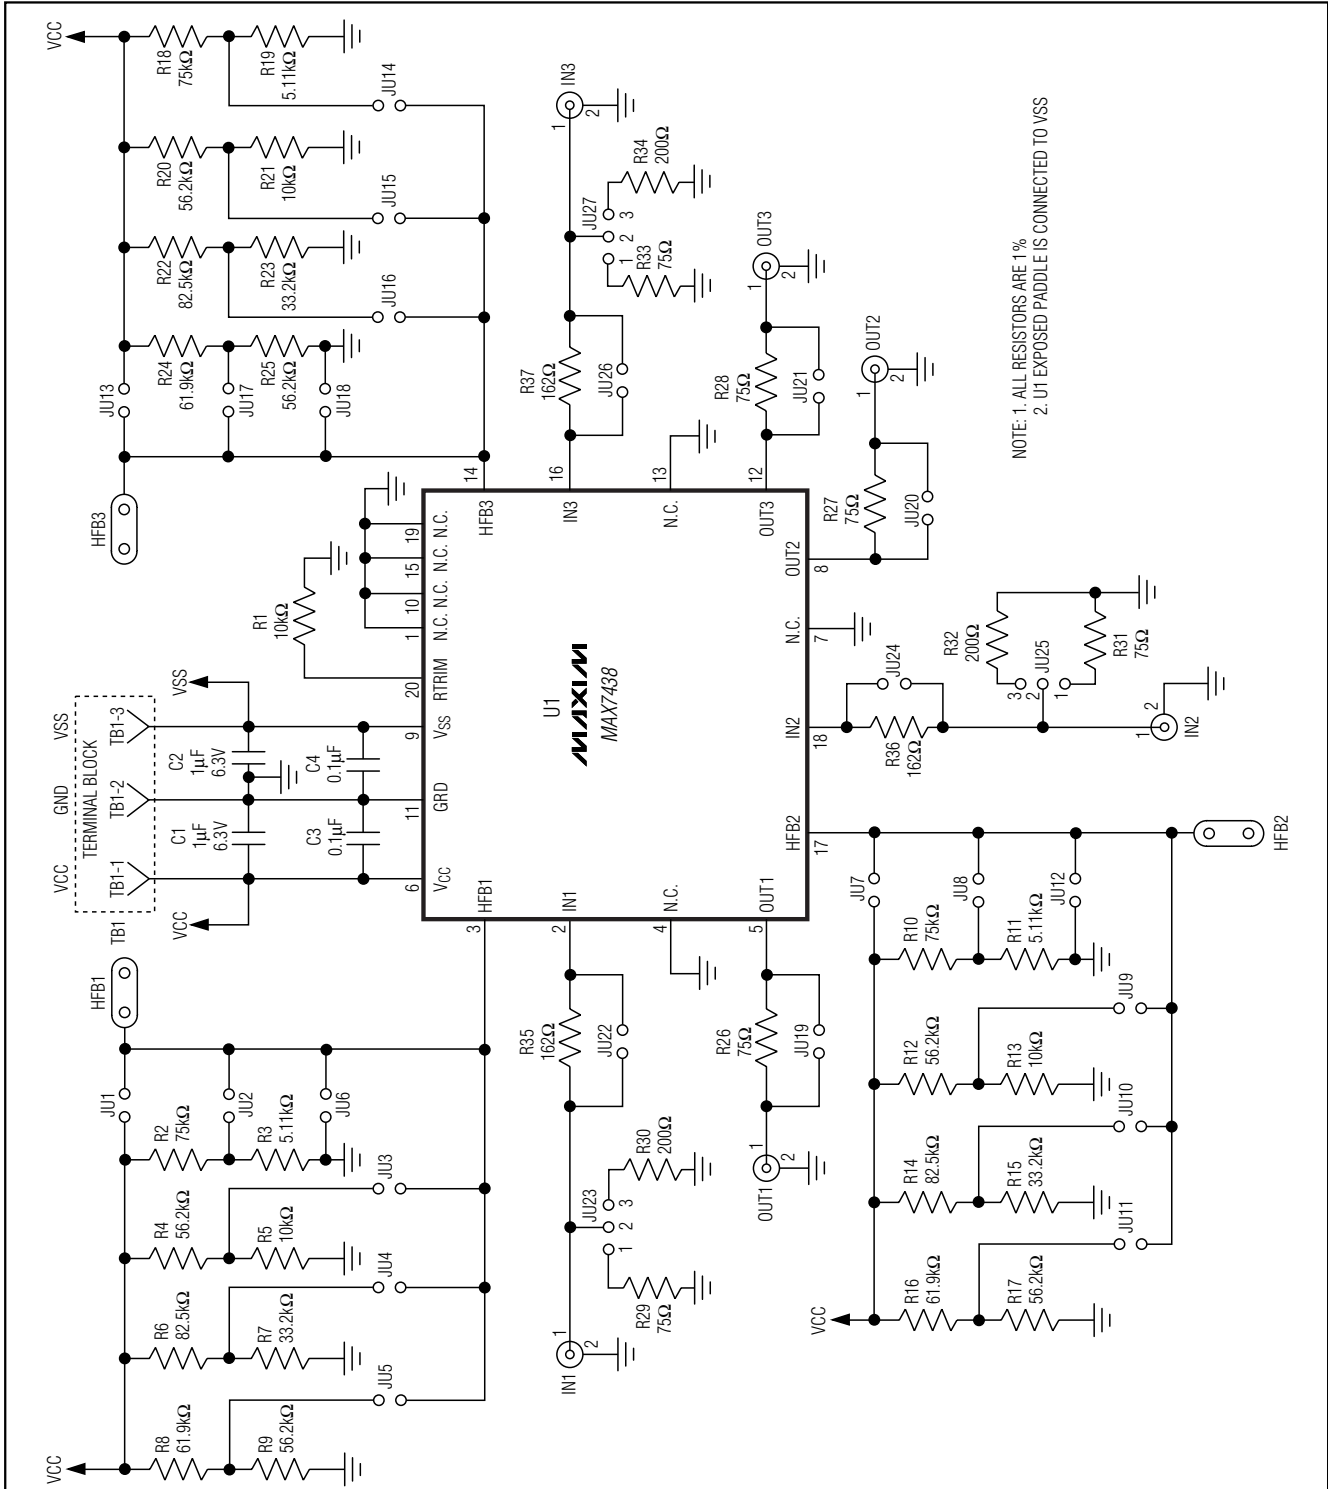 VCC
R18
75kΩ
R19
5.11kΩ
JU14
R20
56.2kΩ
R21
10kΩ
JU15
R22
82.5kΩ
R23
33.2kΩ
JU16
R24
61.9kΩ
R25
56.2kΩ
JU13
JU17
JU18
HFB3
IN3
1
2
R34
200Ω
JU27
3
2
1
R33
75Ω
R37
162Ω
JU26
OUT3
1
2
R28
75Ω
JU21
OUT2
1
2
R27
75Ω
JU20
NOTE: 1. ALL RESISTORS ARE 1%
2. U1 EXPOSED PADDLE IS CONNECTED TO VSS
14
HFB3
16
IN3
13
N.C.
12
OUT3
OUT2
8
N.C.
7
IN2
18
HFB2
17
19
N.C.
15
N.C.
10
N.C.
1
N.C.
20
RTRIM
9
VSS
11
GRD
6
VCC
3
HFB1
2
IN1
4
N.C.
5
OUT1
U1
MAXIM
MAX7438
R1
10kΩ
VSS
GND
VCC
TERMINAL BLOCK
TB1-3
TB1-2
TB1-1
TB1
VSS
VCC
C2
1µF
6.3V
C1
1µF
6.3V
C4
0.1µF
C3
0.1µF
JU24
R36
162Ω
R32
200Ω
JU25
3
2
1
R31
75Ω
1
2
IN2
HFB1
JU1
JU2
JU6
R2
75kΩ
R3
5.11kΩ
JU3
R4
56.2kΩ
R5
10kΩ
JU4
R6
82.5kΩ
R7
33.2kΩ
JU5
R8
61.9kΩ
R9
56.2kΩ
VCC
R35
162Ω
JU22
R30
200Ω
JU23
3
2
1
R29
75Ω
IN1
1
2
R26
75Ω
JU19
OUT1
1
2
HFB2
JU7
JU8
JU12
R10
75kΩ
R11
5.11kΩ
JU9
R12
56.2kΩ
R13
10kΩ
JU10
R14
82.5kΩ
R15
33.2kΩ
JU11
R16
61.9kΩ
R17
56.2kΩ
VCC